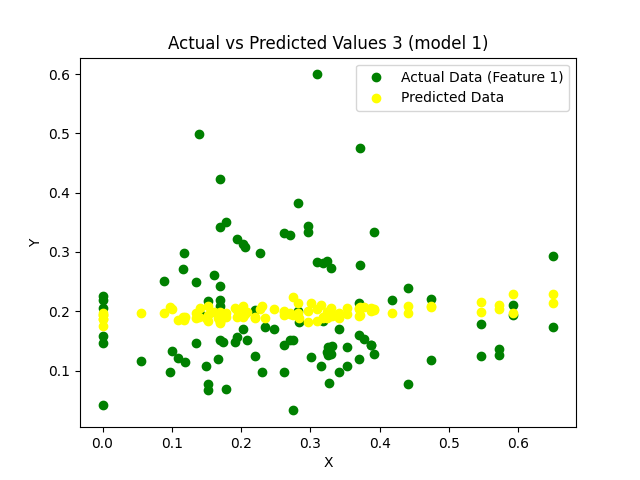 Actual vs Predicted Values 3 (model 1)
Actual Data (Feature 1)
Predicted Data
0.6
0.5
0.4
0.3
0.2
0.1
Y
0.0 0.1 0.2 0.3 0.4 0.5 0.6
X